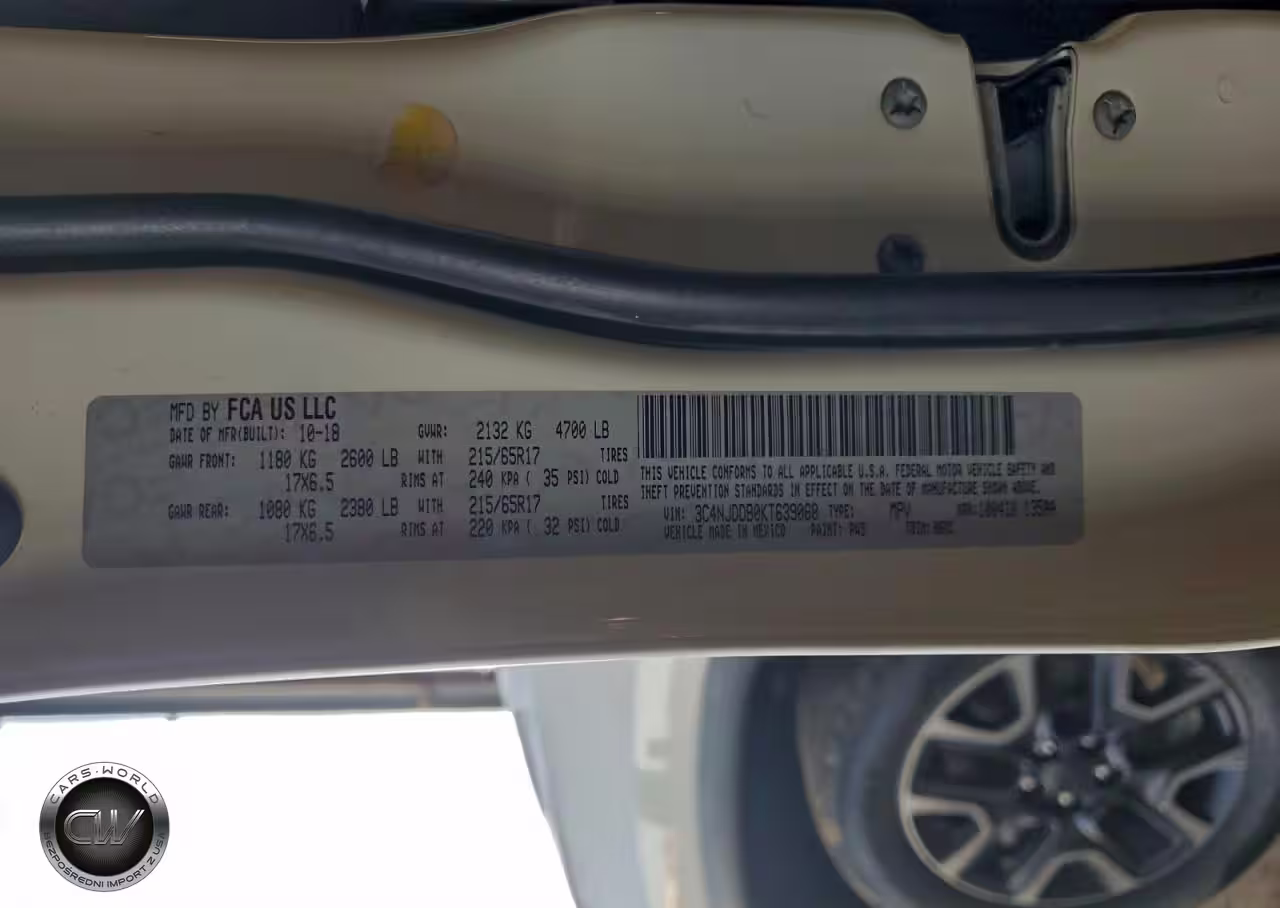 MFD BY FCA US LLC
DATE OF MFR(BUILT): 10-18 GVWR: 2132 KG 4700 LB
GAWR FRONT: 1180 KG 2600 LB WITH 215/65R17 TIRES
17X6.5 RIMS AT 240 KPA ( 35 PSI) COLD
GAWR REAR: 1080 KG 2380 LB WITH 215/65R17 TIRES
17X6.5 RIMS AT 220 KPA ( 32 PSI) COLD
THIS VEHICLE CONFORMS TO ALL APPLICABLE U.S.A. FEDERAL MOTOR VEHICLE SAFETY AND
THEFT PREVENTION STANDARDS IN EFFECT ON THE DATE OF MANUFACTURE SHOWN ABOVE.
VIN: 3C4NJDDB0KT639060 TYPE: MPV
VEHICLE MADE IN MEXICO PAINT: PW3
CARS-WORLD
CW
BEZPOŚREDNI IMPORT Z USA